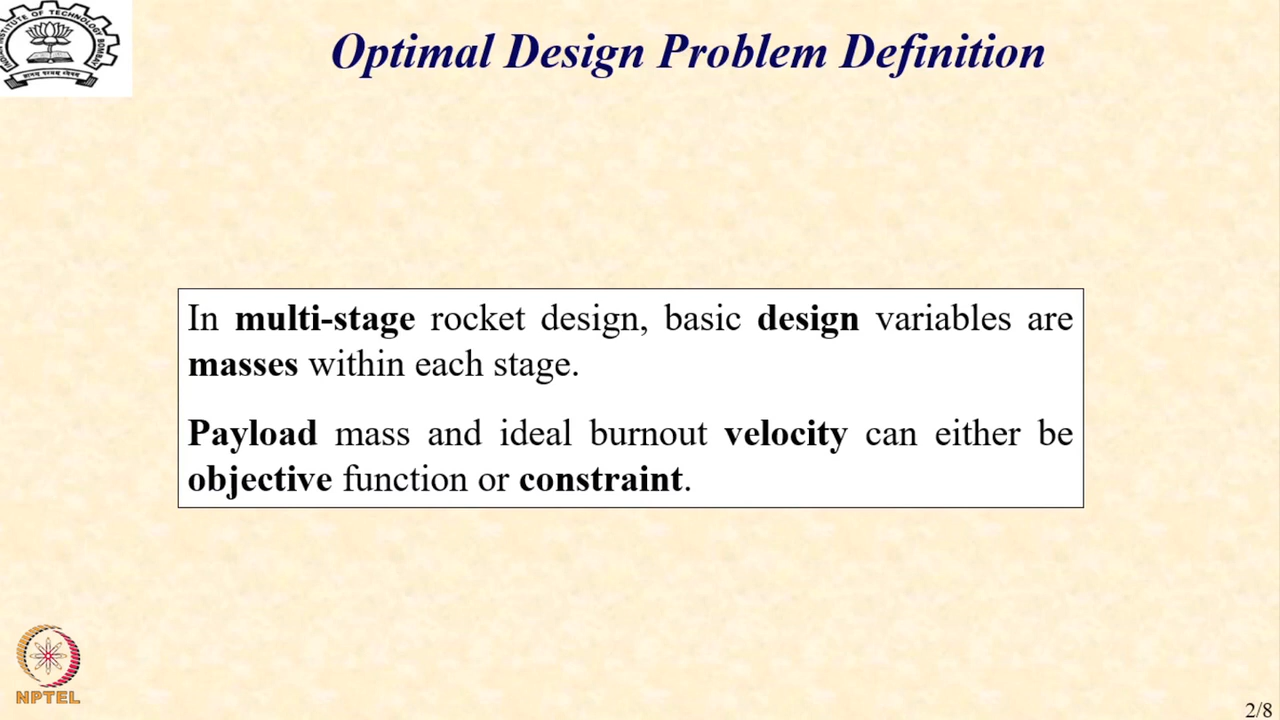 Optimal Design Problem Definition
In multi-stage rocket design, basic design variables are
masses within each stage.
Payload mass and ideal burnout velocity can either be
objective function or constraint.
NPTEL
2/8